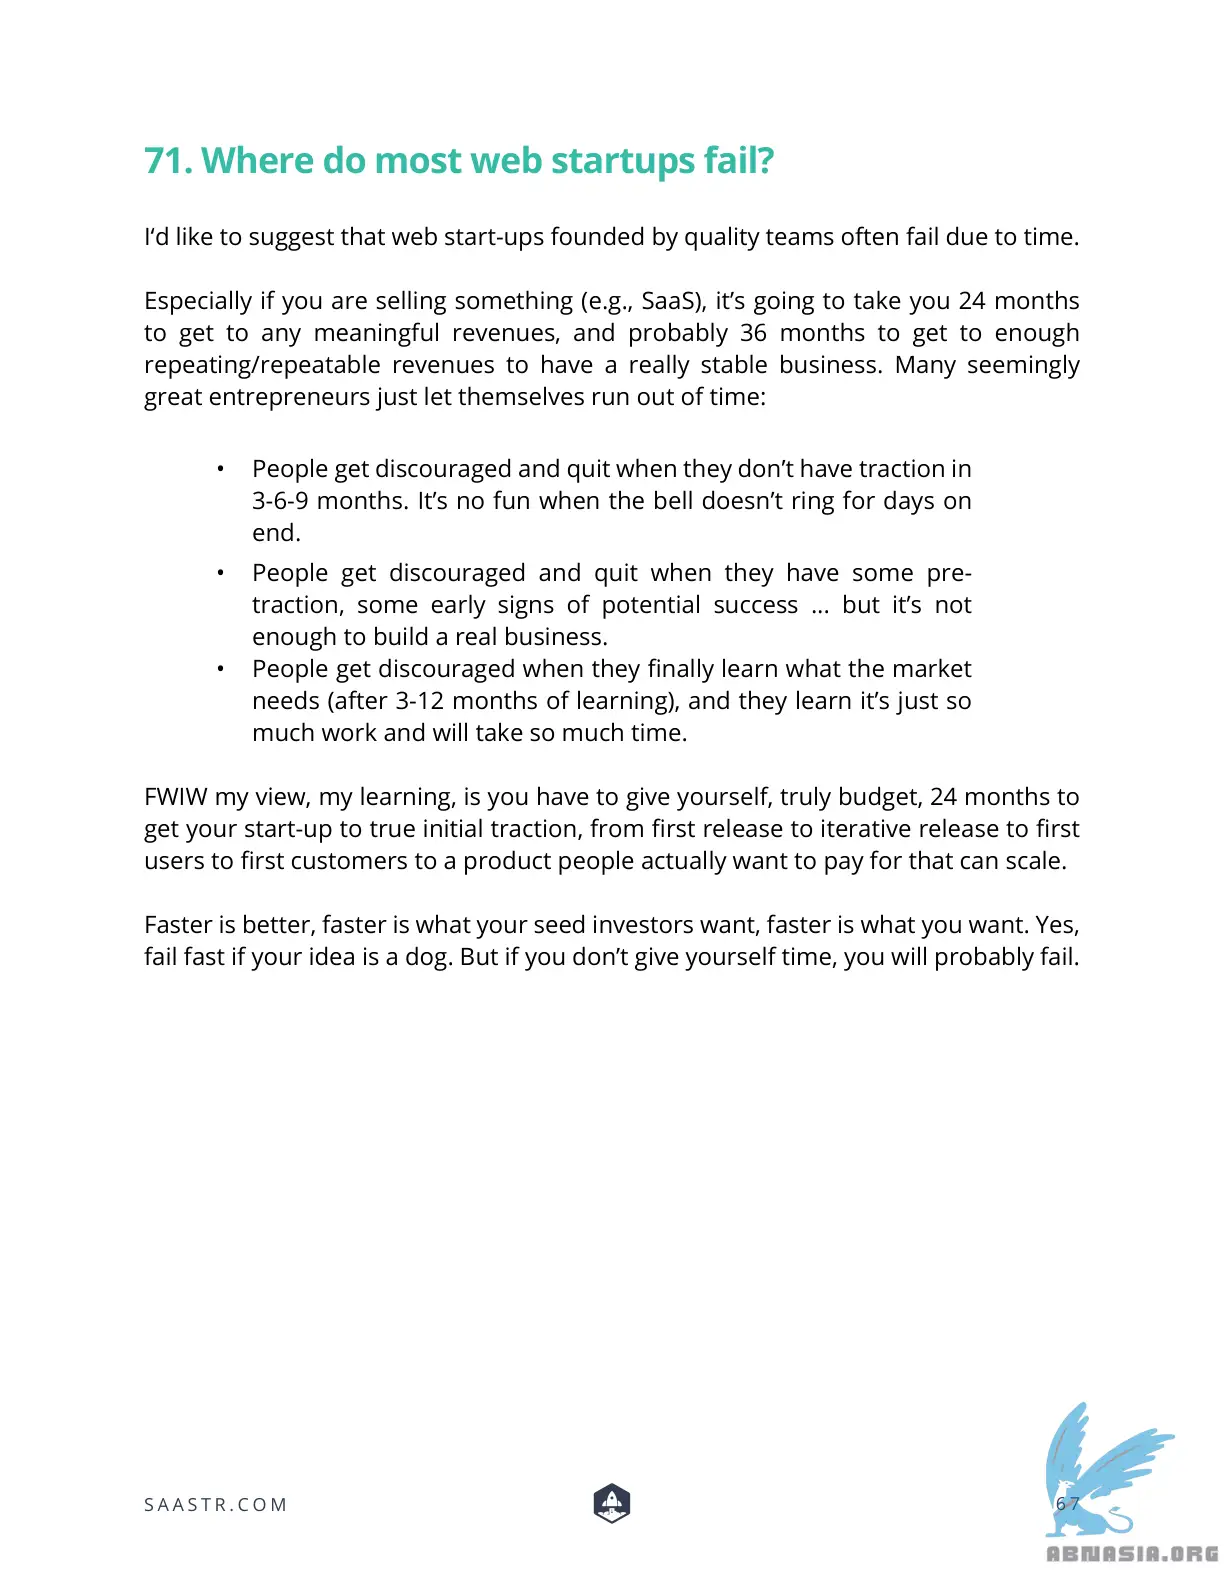 71. Where do most web startups fail?
I‘d like to suggest that web start-ups founded by quality teams often fail due to time.
Especially if you are selling something (e.g., SaaS), it’s going to take you 24 months
to get to any meaningful revenues, and probably 36 months to get to enough
repeating/repeatable revenues to have a really stable business. Many seemingly
great entrepreneurs just let themselves run out of time:
• People get discouraged and quit when they don’t have traction in
3-6-9 months. It’s no fun when the bell doesn’t ring for days on
end.
• People get discouraged and quit when they have some pre-
traction, some early signs of potential success ... but it’s not
enough to build a real business.
• People get discouraged when they finally learn what the market
needs (after 3-12 months of learning), and they learn it’s just so
much work and will take so much time.
FWIW my view, my learning, is you have to give yourself, truly budget, 24 months to
get your start-up to true initial traction, from first release to iterative release to first
users to first customers to a product people actually want to pay for that can scale.
Faster is better, faster is what your seed investors want, faster is what you want. Yes,
fail fast if your idea is a dog. But if you don’t give yourself time, you will probably fail.
SAASTR.COM
67
ABNASIA.ORG